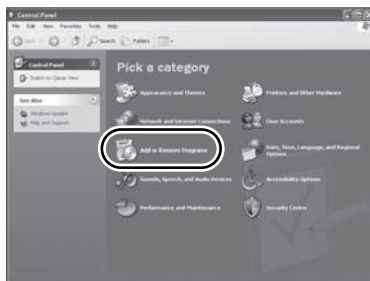 Control Panel
File Edit View Favorites Tools Help
Back Search Folders
Control Panel
Switch to Classic View
See Also
Windows Update
Help and Support
Pick a category
Appearance and Themes
Printers and Other Hardware
Network and Internet Connections
User Accounts
Add or Remove Programs
Date, Time, Language, and Regional Options
Sounds, Speech, and Audio Devices
Accessibility Options
Performance and Maintenance
Security Center